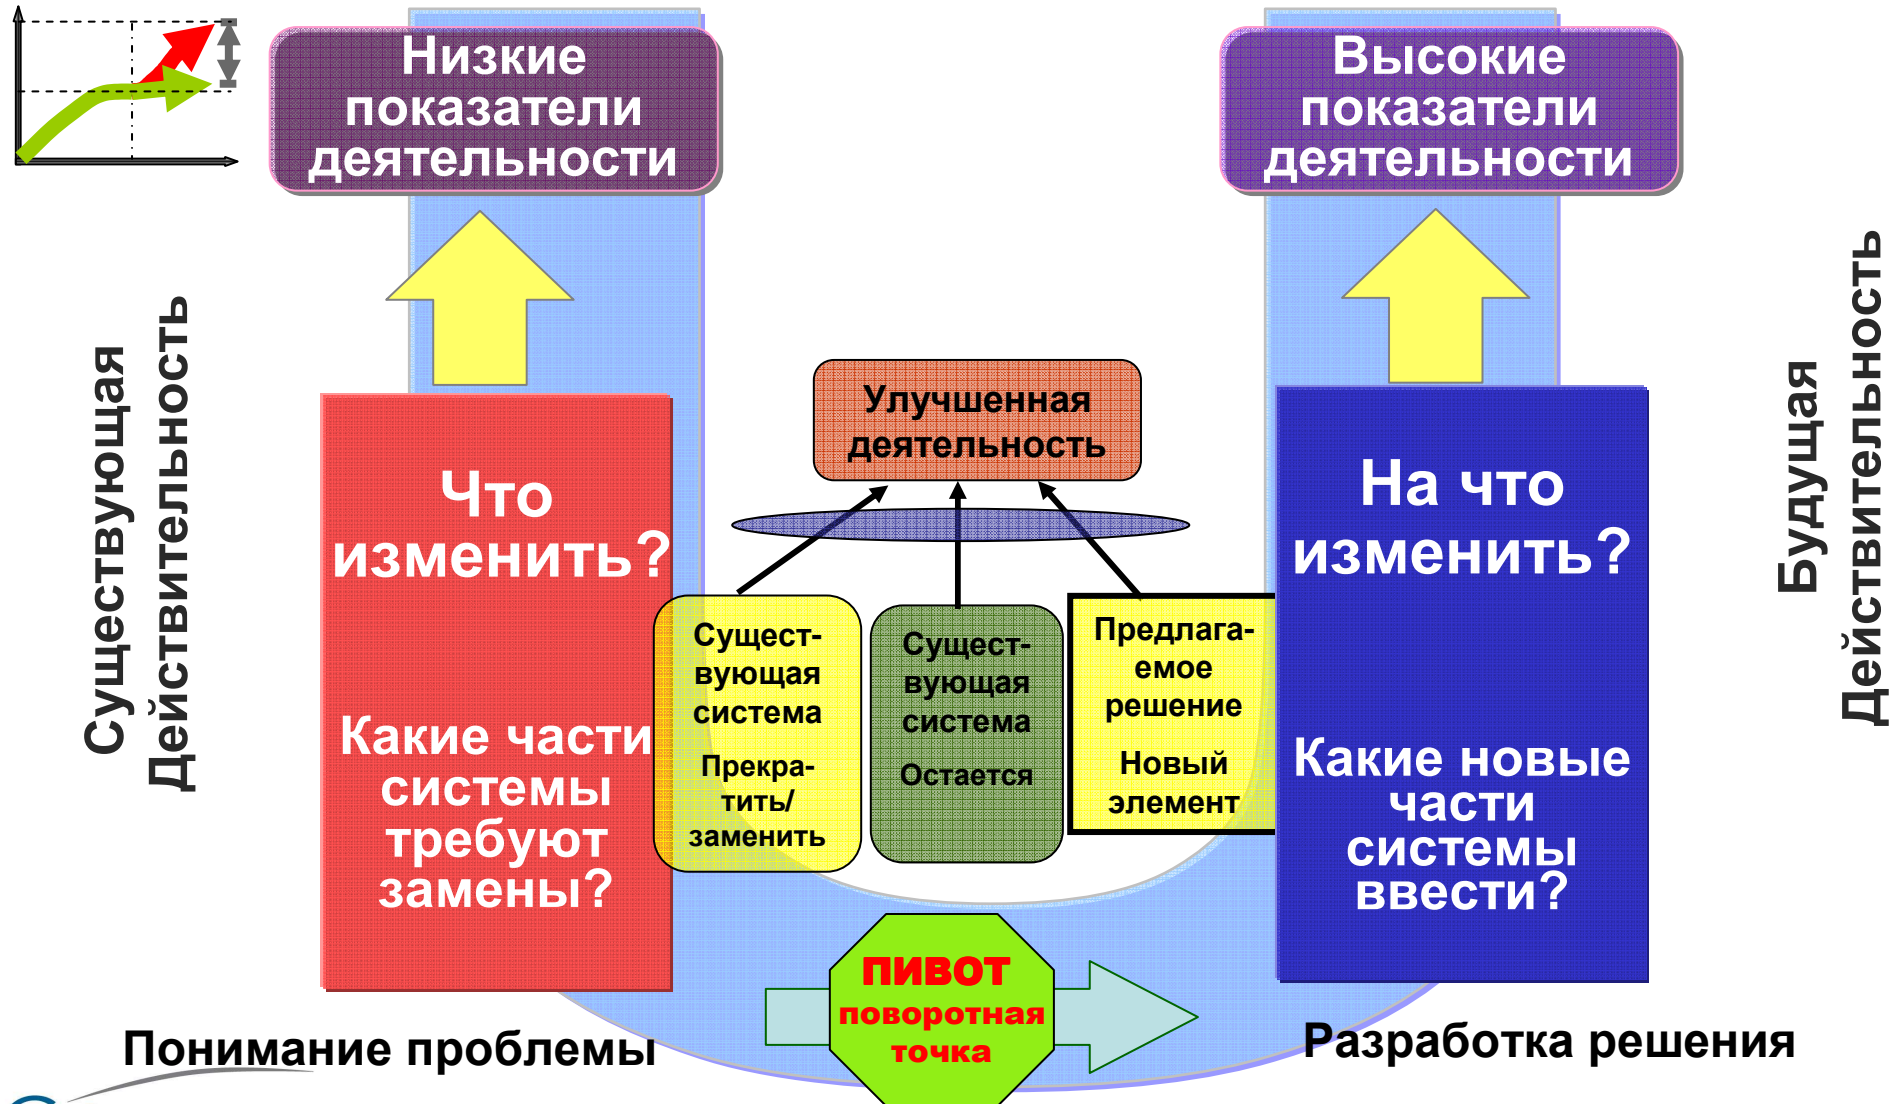 Низкие
показатели
деятельности
Высокие
показатели
деятельности
Существующая
Действительность
Что
изменить?
Какие части
системы
требуют
замены?
Улучшенная
деятельность
Сущест-
вующая
система
Прекра-
тить/
заменить
Сущест-
вующая
система
Остается
Предлага-
емое
решение
Новый
элемент
На что
изменить?
Какие новые
части
системы
ввести?
Будущая
Действительность
ПИВОТ
поворотная
точка
Понимание проблемы
Разработка решения